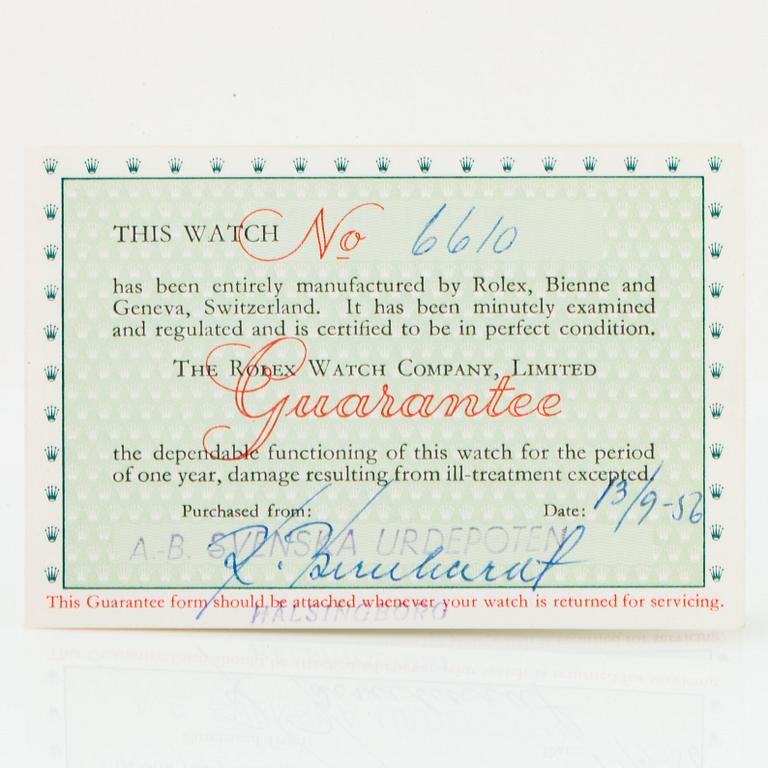 THIS WATCH No 6610
has been entirely manufactured by Rolex, Bienne and
Geneva, Switzerland. It has been minutely examined
and regulated and is certified to be in perfect condition.
THE ROLEX WATCH COMPANY, LIMITED
Guarantee
the dependable functioning of this watch for the period
of one year, damage resulting from ill-treatment excepted.
Purchased from: Date: 13/9-56
A.-B. SVENSKA URDEPOTEN
K. Bernhardt
This Guarantee form should be attached whenever your watch is returned for servicing.
HÄLSINGBORG